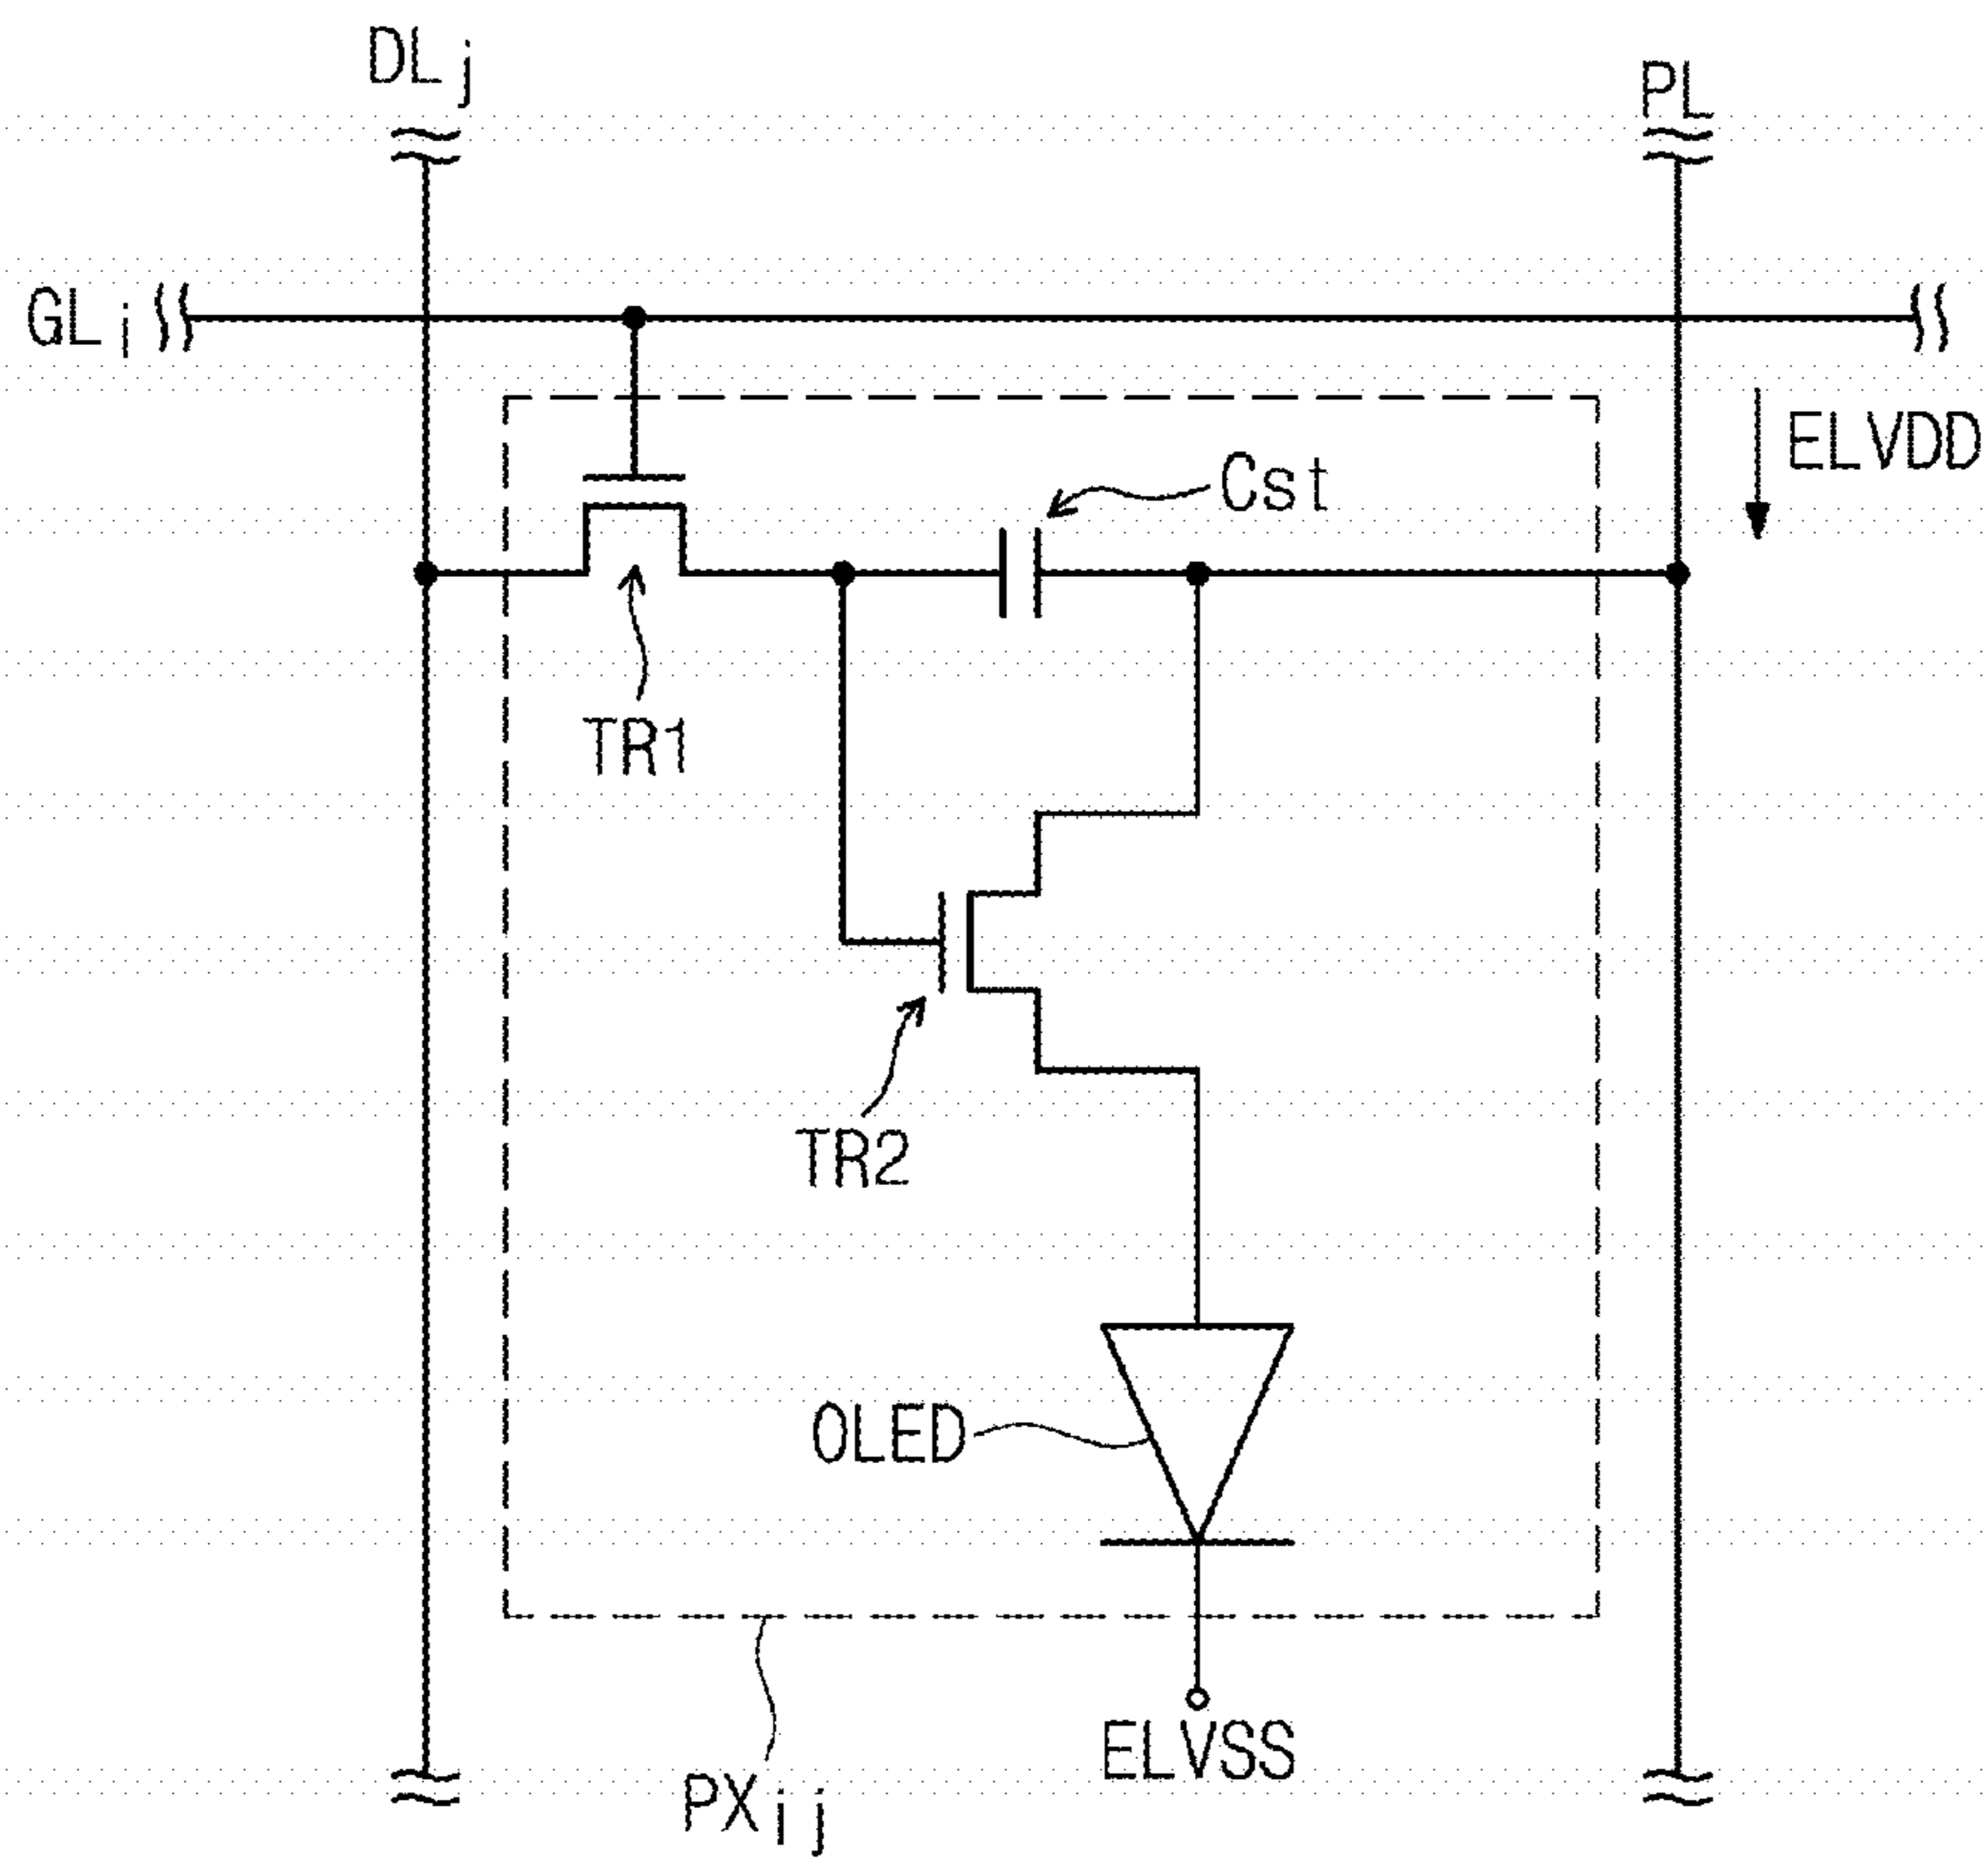 DLj
PL
GLi
ELVDD
Cst
TR1
TR2
OLED
ELVSS
PXij